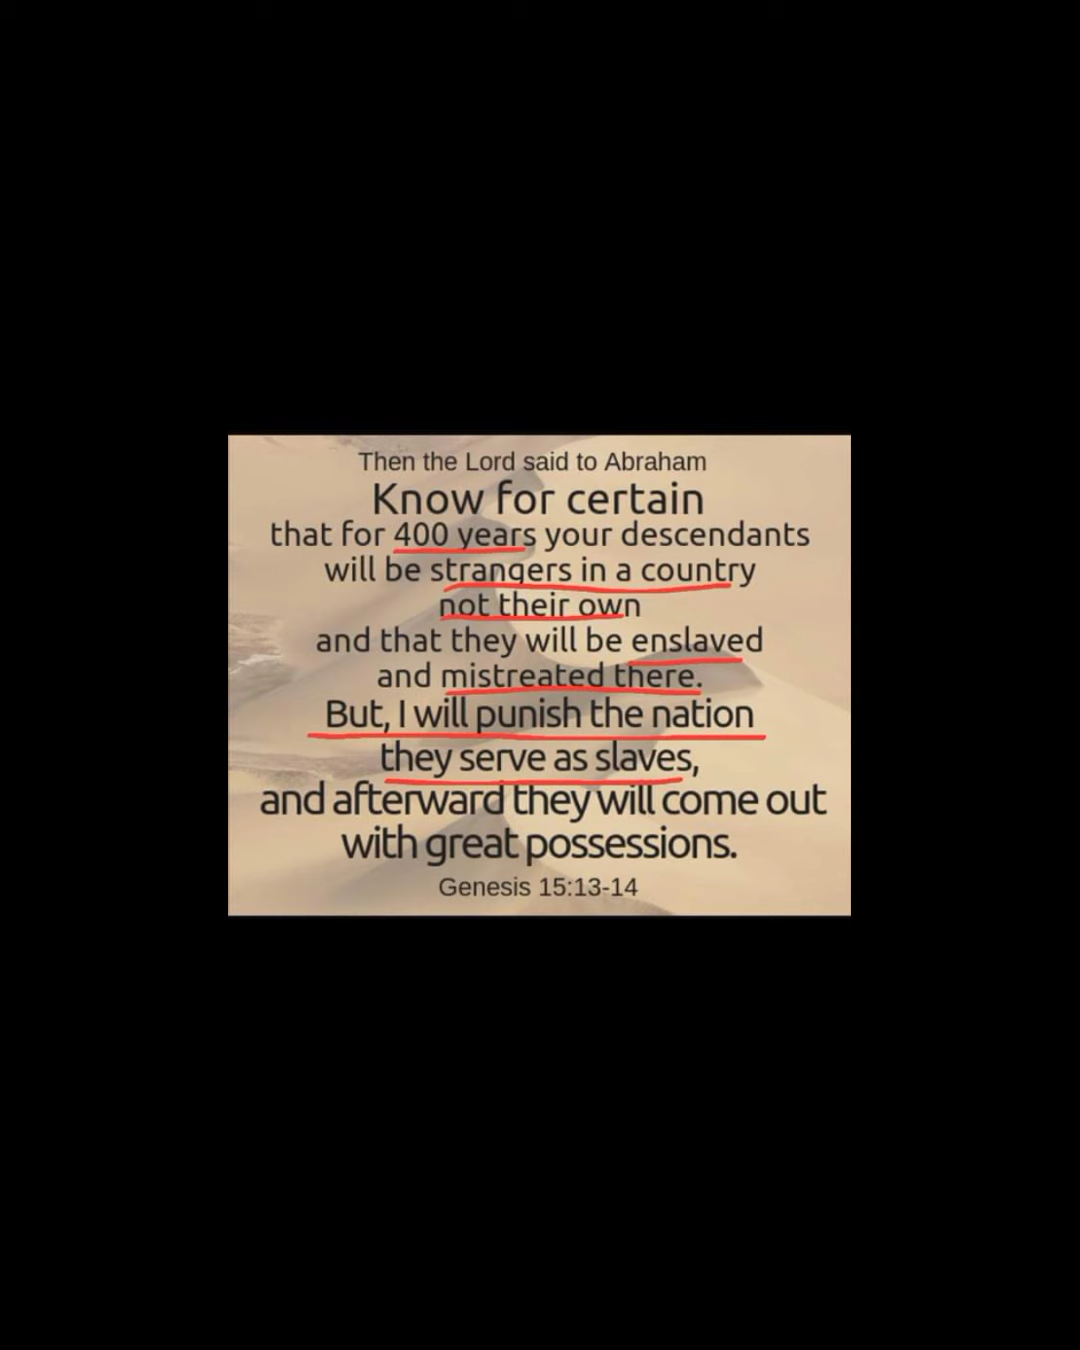 Then the Lord said to Abraham
Know for certain
that for 400 years your descendants
will be strangers in a country
not their own
and that they will be enslaved
and mistreated there.
But, I will punish the nation
they serve as slaves,
and afterward they will come out
with great possessions.
Genesis 15:13-14